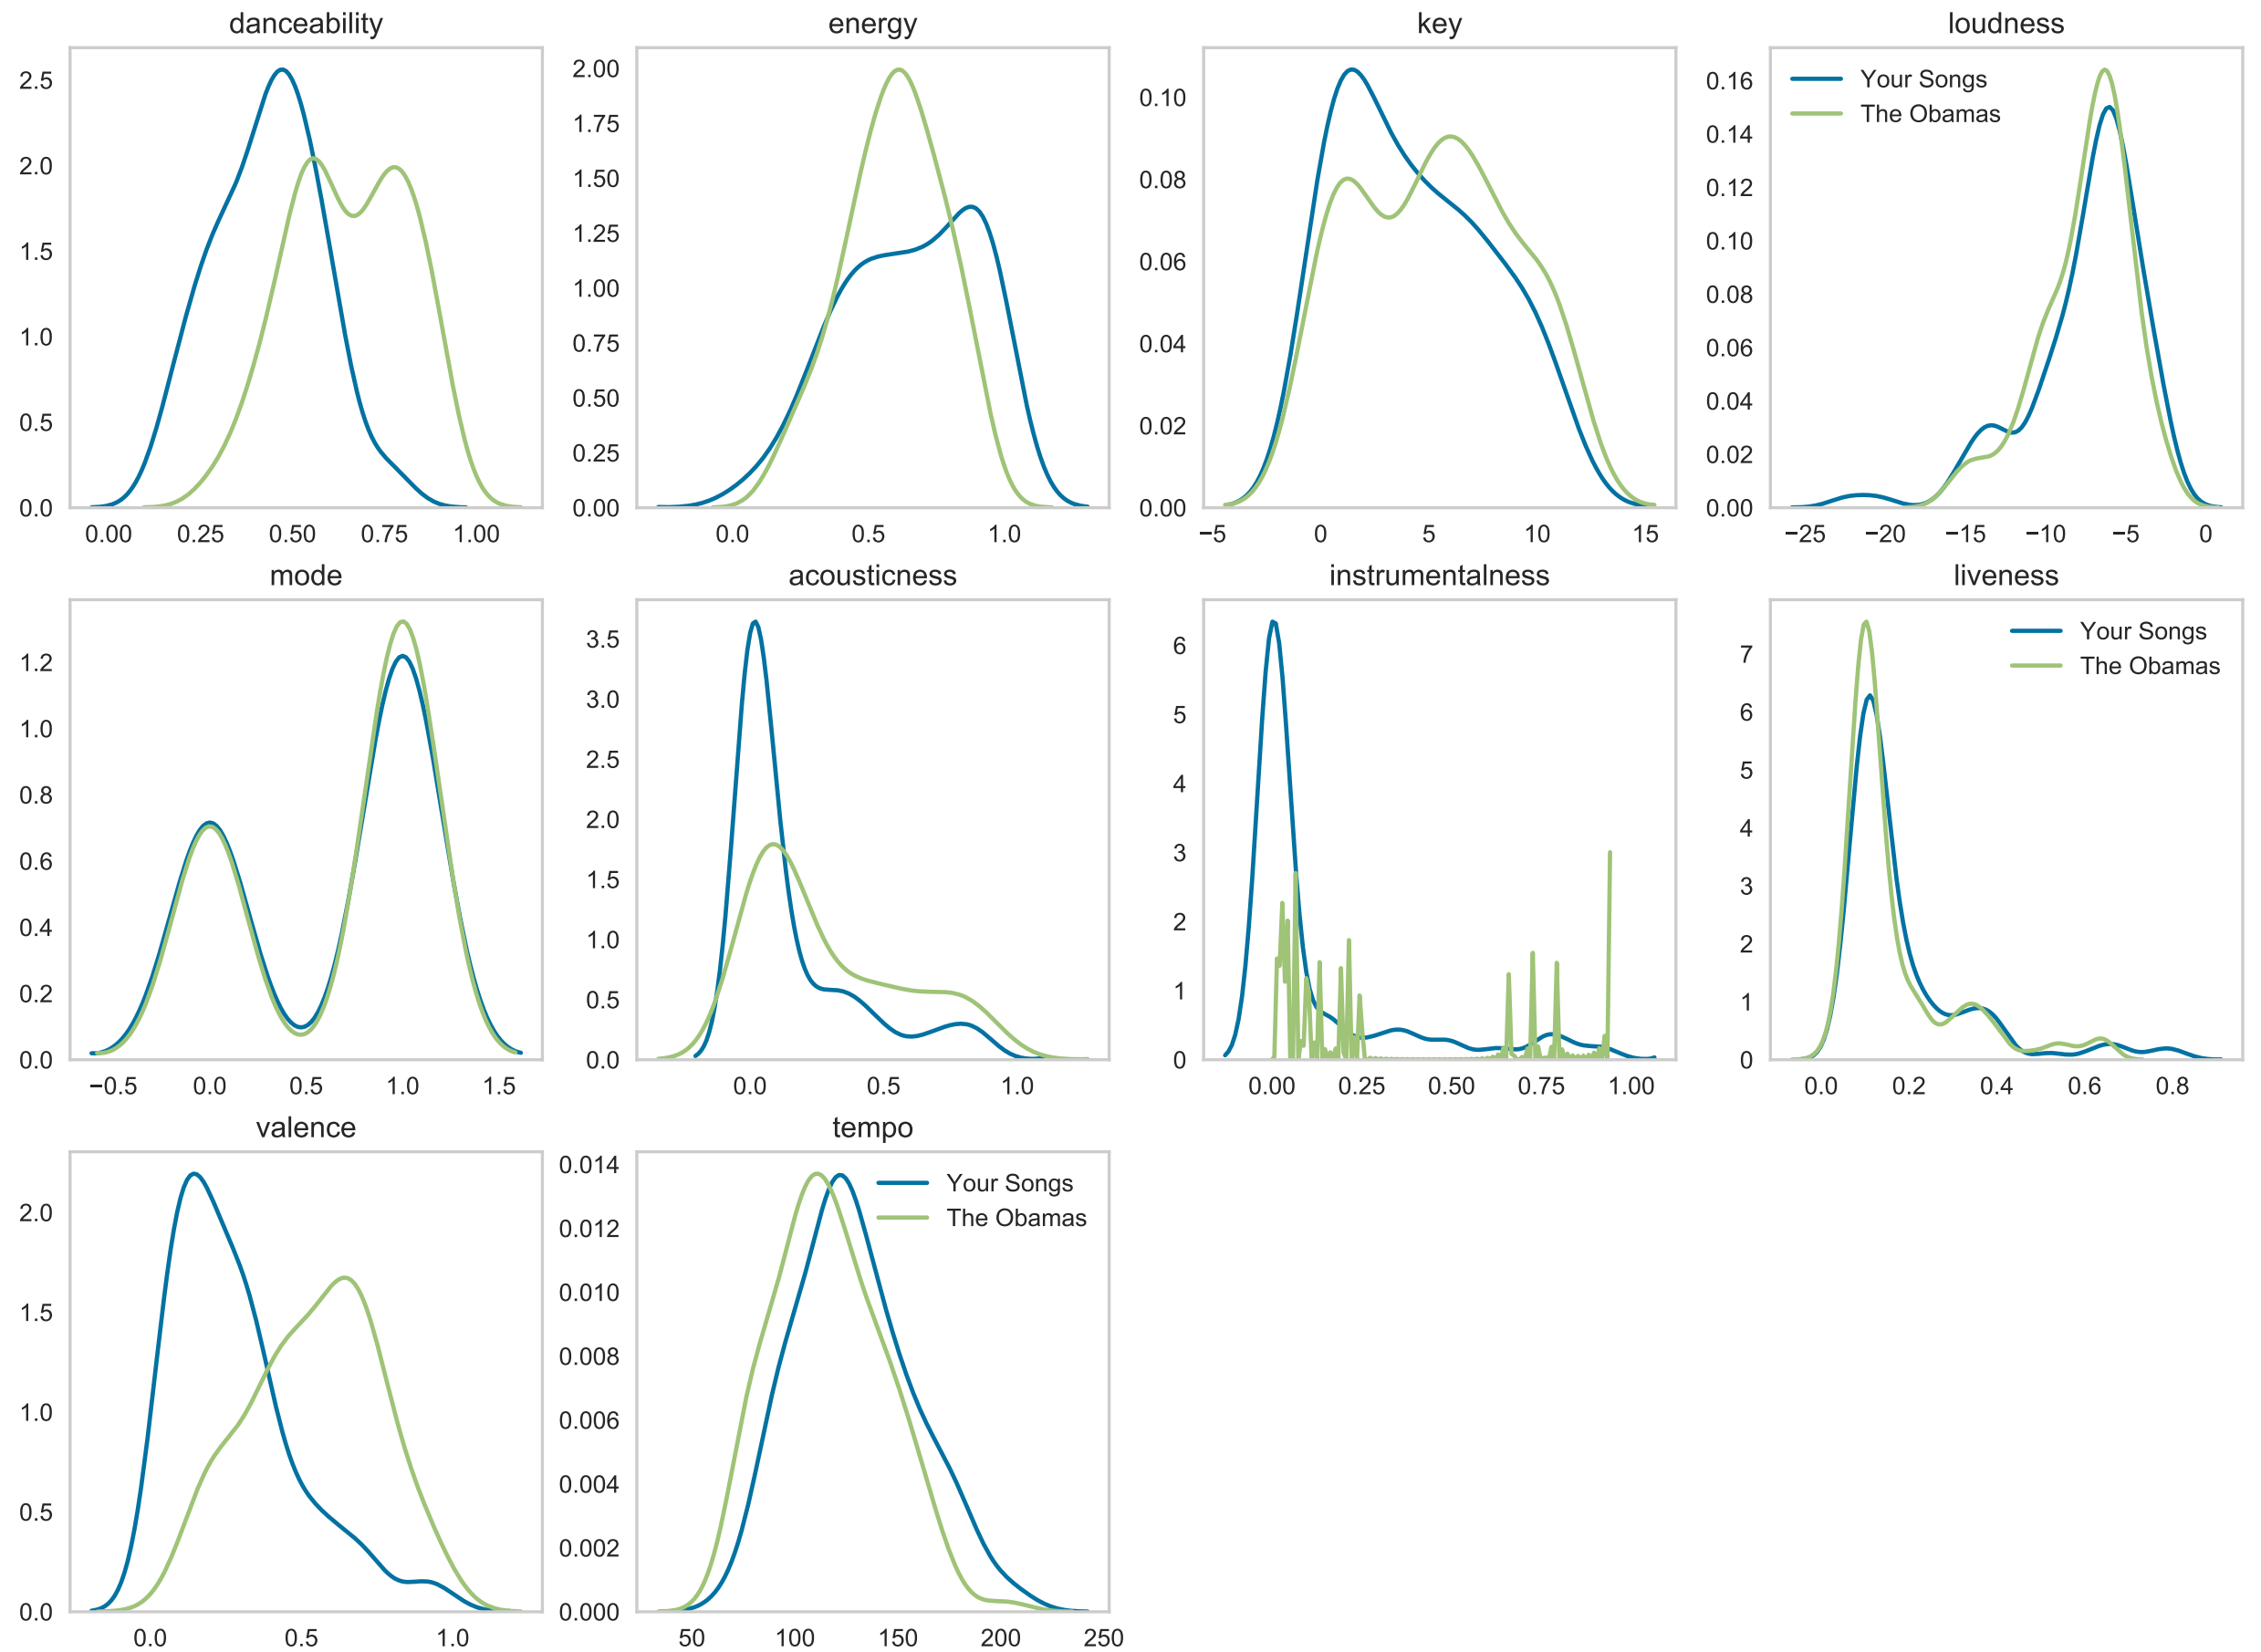 danceability
energy
key
loudness
2.5
2.0
1.5
1.0
0.5
0.0
0.00 0.25 0.50 0.75 1.00
2.00
1.75
1.50
1.25
1.00
0.75
0.50
0.25
0.00
0.0 0.5 1.0
0.10
0.08
0.06
0.04
0.02
0.00
−5 0 5 10 15
0.16
0.14
0.12
0.10
0.08
0.06
0.04
0.02
0.00
Your Songs
The Obamas
−25 −20 −15 −10 −5 0
mode
acousticness
instrumentalness
liveness
1.2
1.0
0.8
0.6
0.4
0.2
0.0
−0.5 0.0 0.5 1.0 1.5
3.5
3.0
2.5
2.0
1.5
1.0
0.5
0.0
0.0 0.5 1.0
6
5
4
3
2
1
0
0.00 0.25 0.50 0.75 1.00
7
6
5
4
3
2
1
0
Your Songs
The Obamas
0.0 0.2 0.4 0.6 0.8
valence
tempo
2.0
1.5
1.0
0.5
0.0
0.0 0.5 1.0
0.014
0.012
0.010
0.008
0.006
0.004
0.002
0.000
Your Songs
The Obamas
50 100 150 200 250